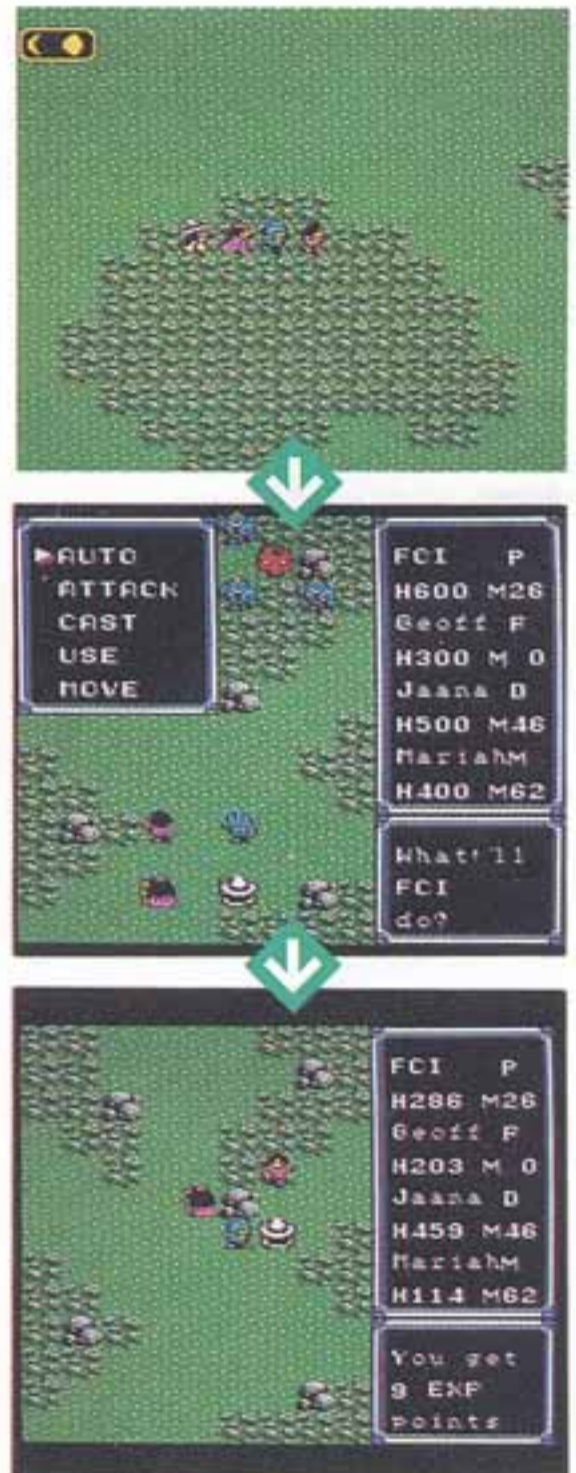 AUTO
ATTACK
CAST
USE
MOVE
FCI P
H600 M26
Geoff F
H300 M 0
Jaana D
H500 M46
MariahM
H400 M62
What'll
FCI
do?
FCI P
H286 M26
Geoff F
H203 M 0
Jaana D
H459 M46
MariahM
H114 M62
You get
9 EXP
points